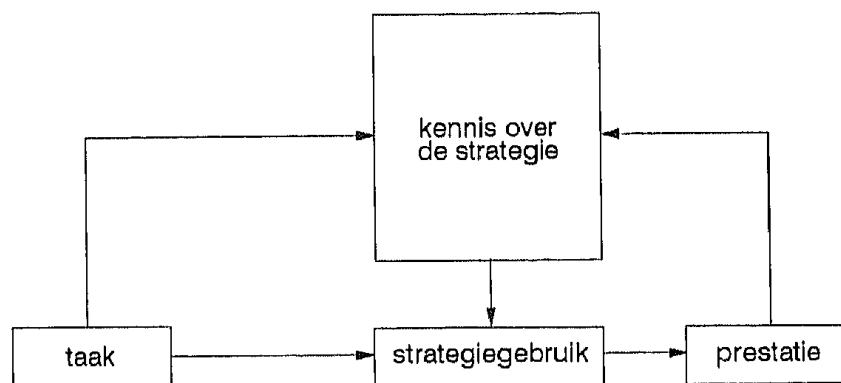 kennis over
de strategie
taak
strategiegebruik
prestatie